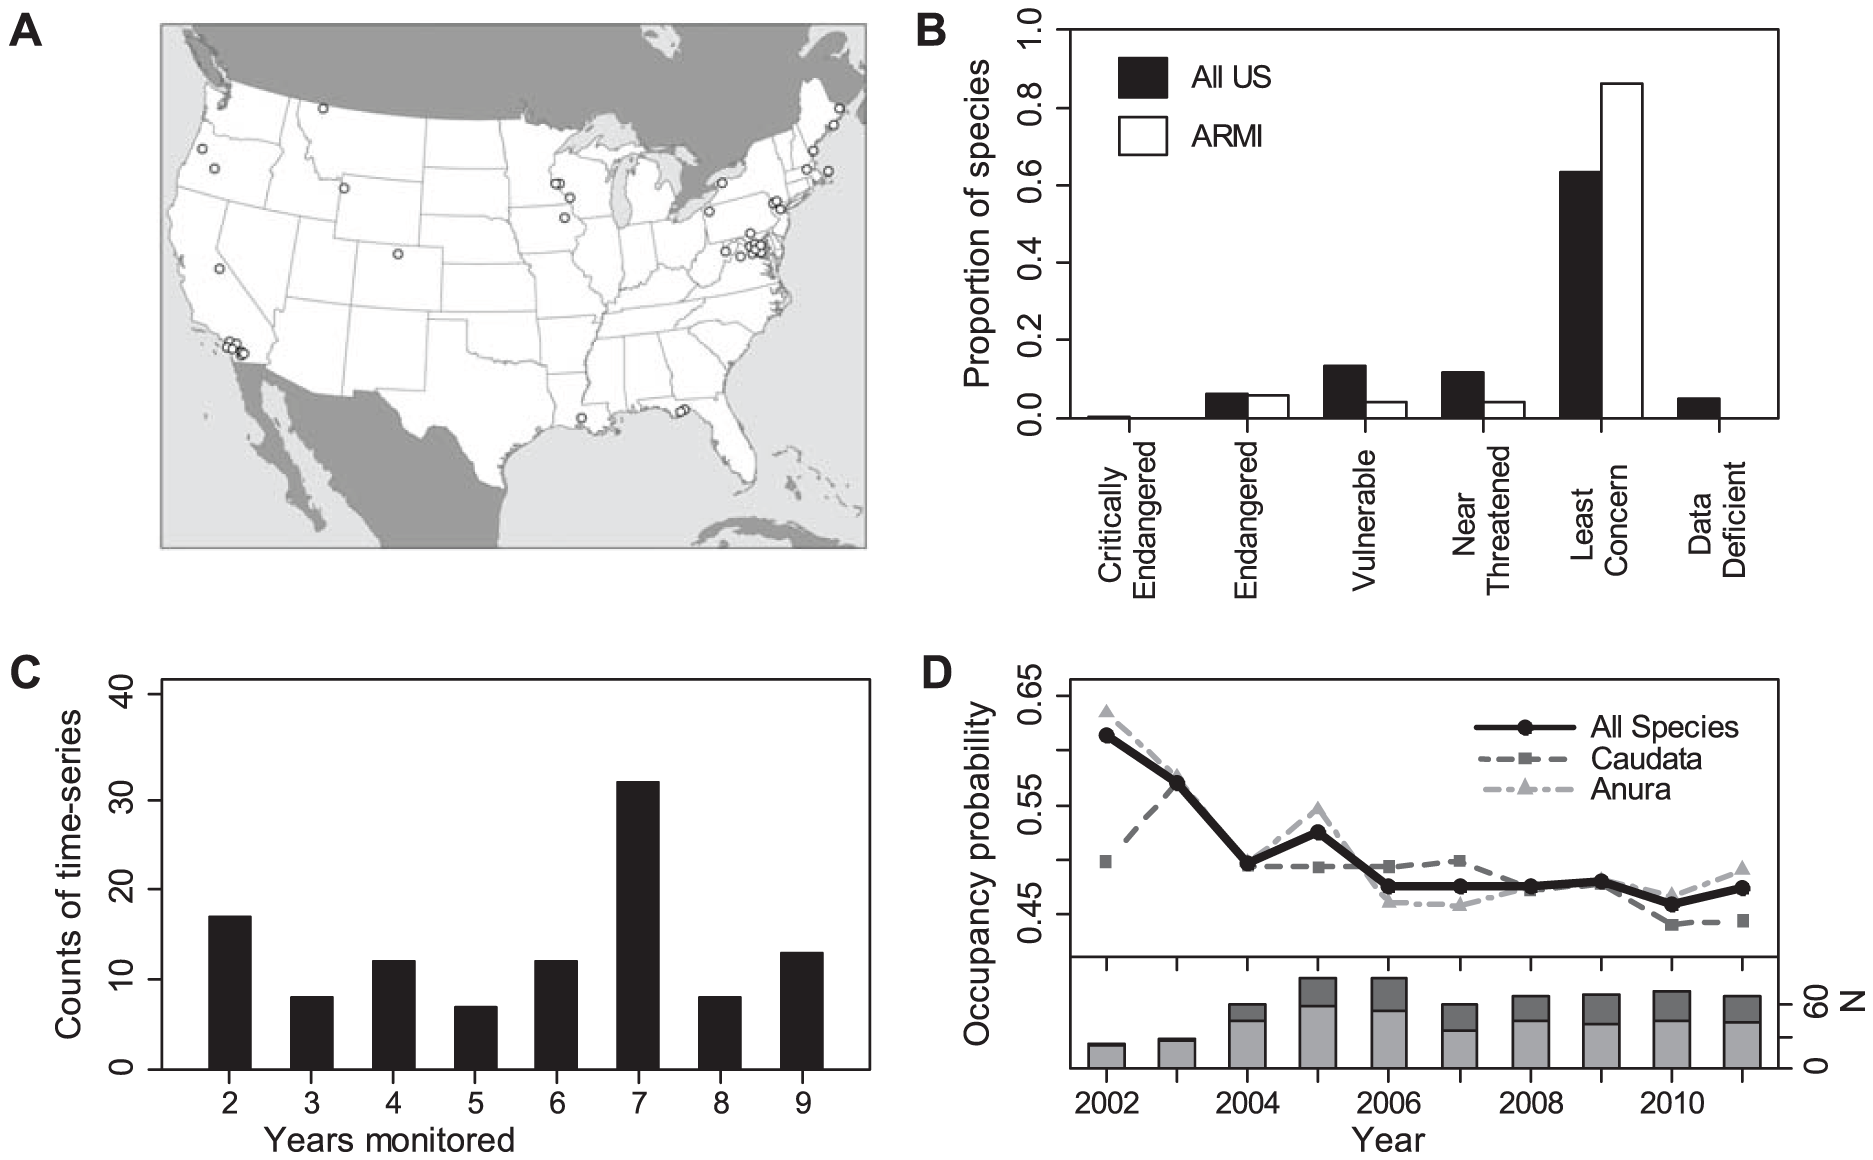 A
B
Proportion of species
1.0
0.8
0.6
0.4
0.2
0.0
All US
ARMI
Critically
Endangered
Endangered
Vulnerable
Near
Threatened
Least
Concern
Data
Deficient
C
Counts of time-series
40
30
20
10
0
2 3 4 5 6 7 8 9
Years monitored
D
Occupancy probability
0.65
0.55
0.45
All Species
Caudata
Anura
60
0
N
2002 2004 2006 2008 2010
Year